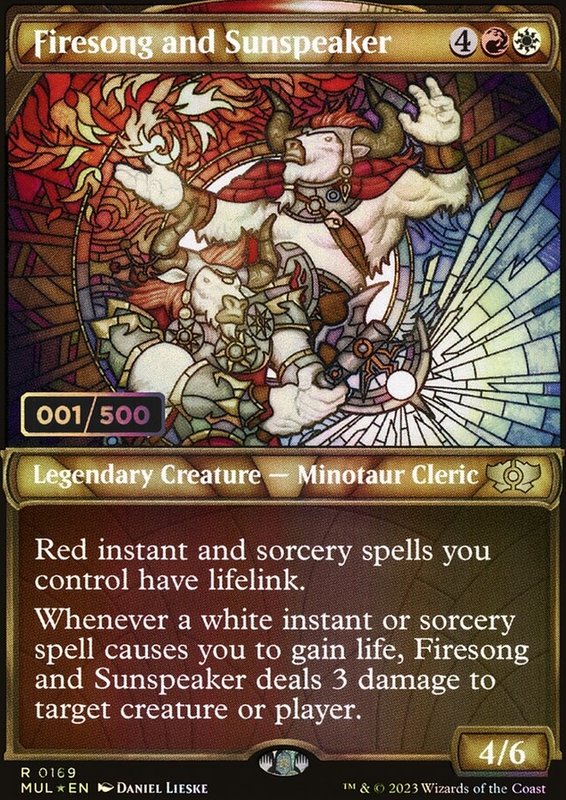 Firesong and Sunspeaker 4
001/500
Legendary Creature — Minotaur Cleric
Red instant and sorcery spells you
control have lifelink.
Whenever a white instant or sorcery
spell causes you to gain life, Firesong
and Sunspeaker deals 3 damage to
target creature or player.
4/6
R 0169
MUL★EN DANIEL LIESKE
™ & © 2023 Wizards of the Coast